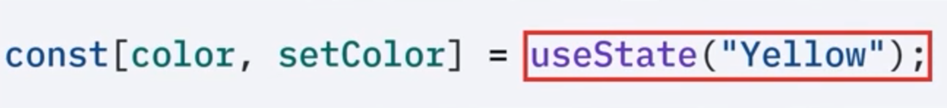 const[color, setColor] = useState("Yellow");